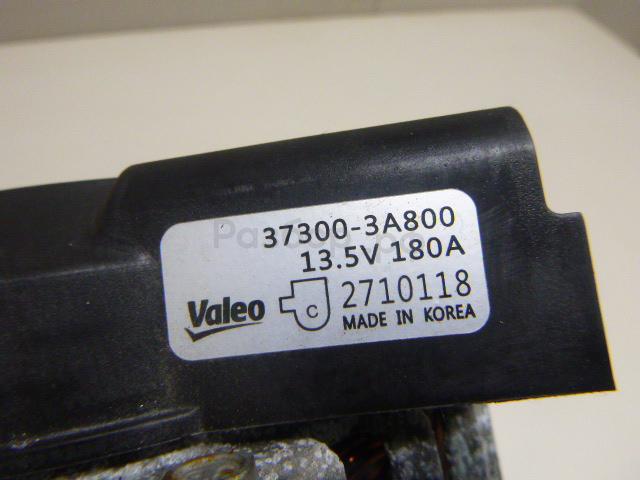 37300-3A800
13.5V 180A
Valeo
C
2710118
MADE IN KOREA